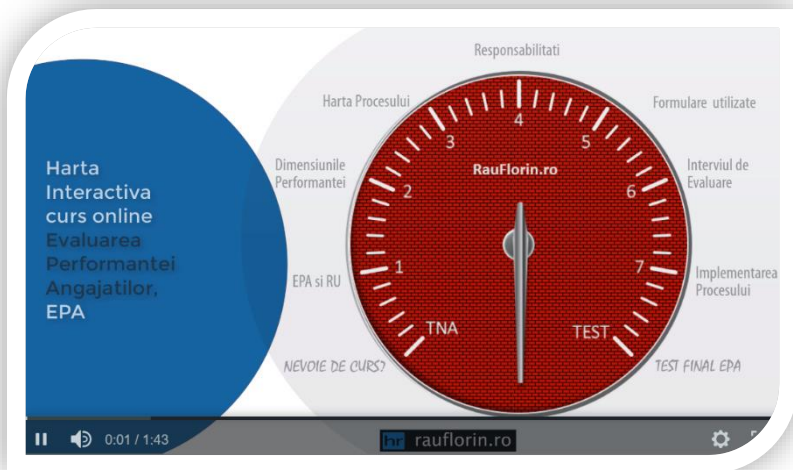 Harta
Interactiva
curs online
Evaluarea
Performantei
Angajatilor,
EPA
Responsabilitati
Harta Procesului
Formulare utilizate
Dimensiunile
Performantei
Interviul de
Evaluare
EPA si RU
Implementarea
Procesului
NEVOIE DE CURS?
TEST FINAL EPA
RauFlorin.ro
TNA
1
2
3
4
5
6
7
TEST
0:01 / 1:43
hr rauflorin.ro